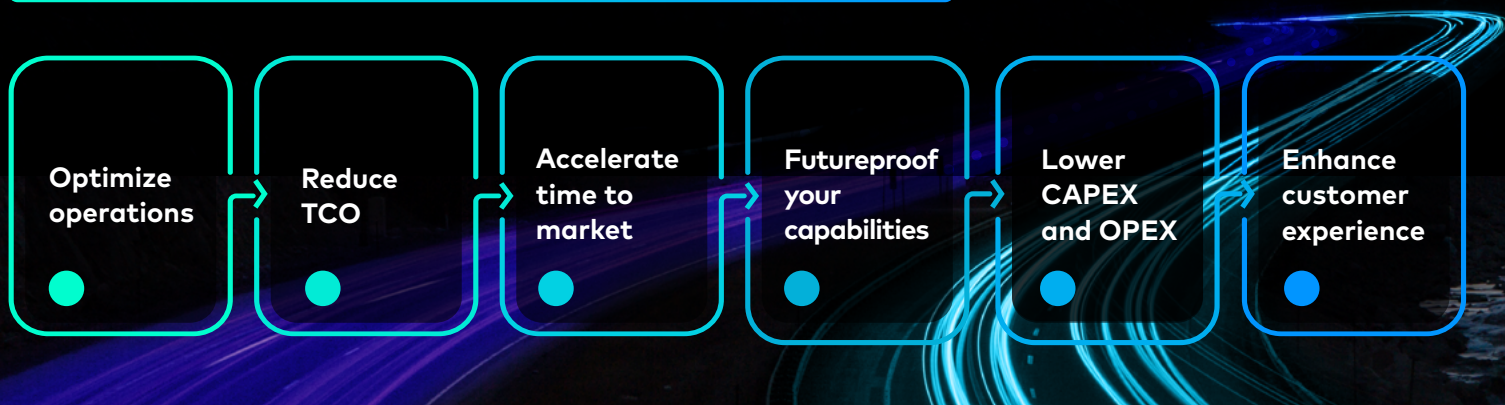 Optimize
operations
Reduce
TCO
Accelerate
time to
market
Futureproof
your
capabilities
Lower
CAPEX
and OPEX
Enhance
customer
experience